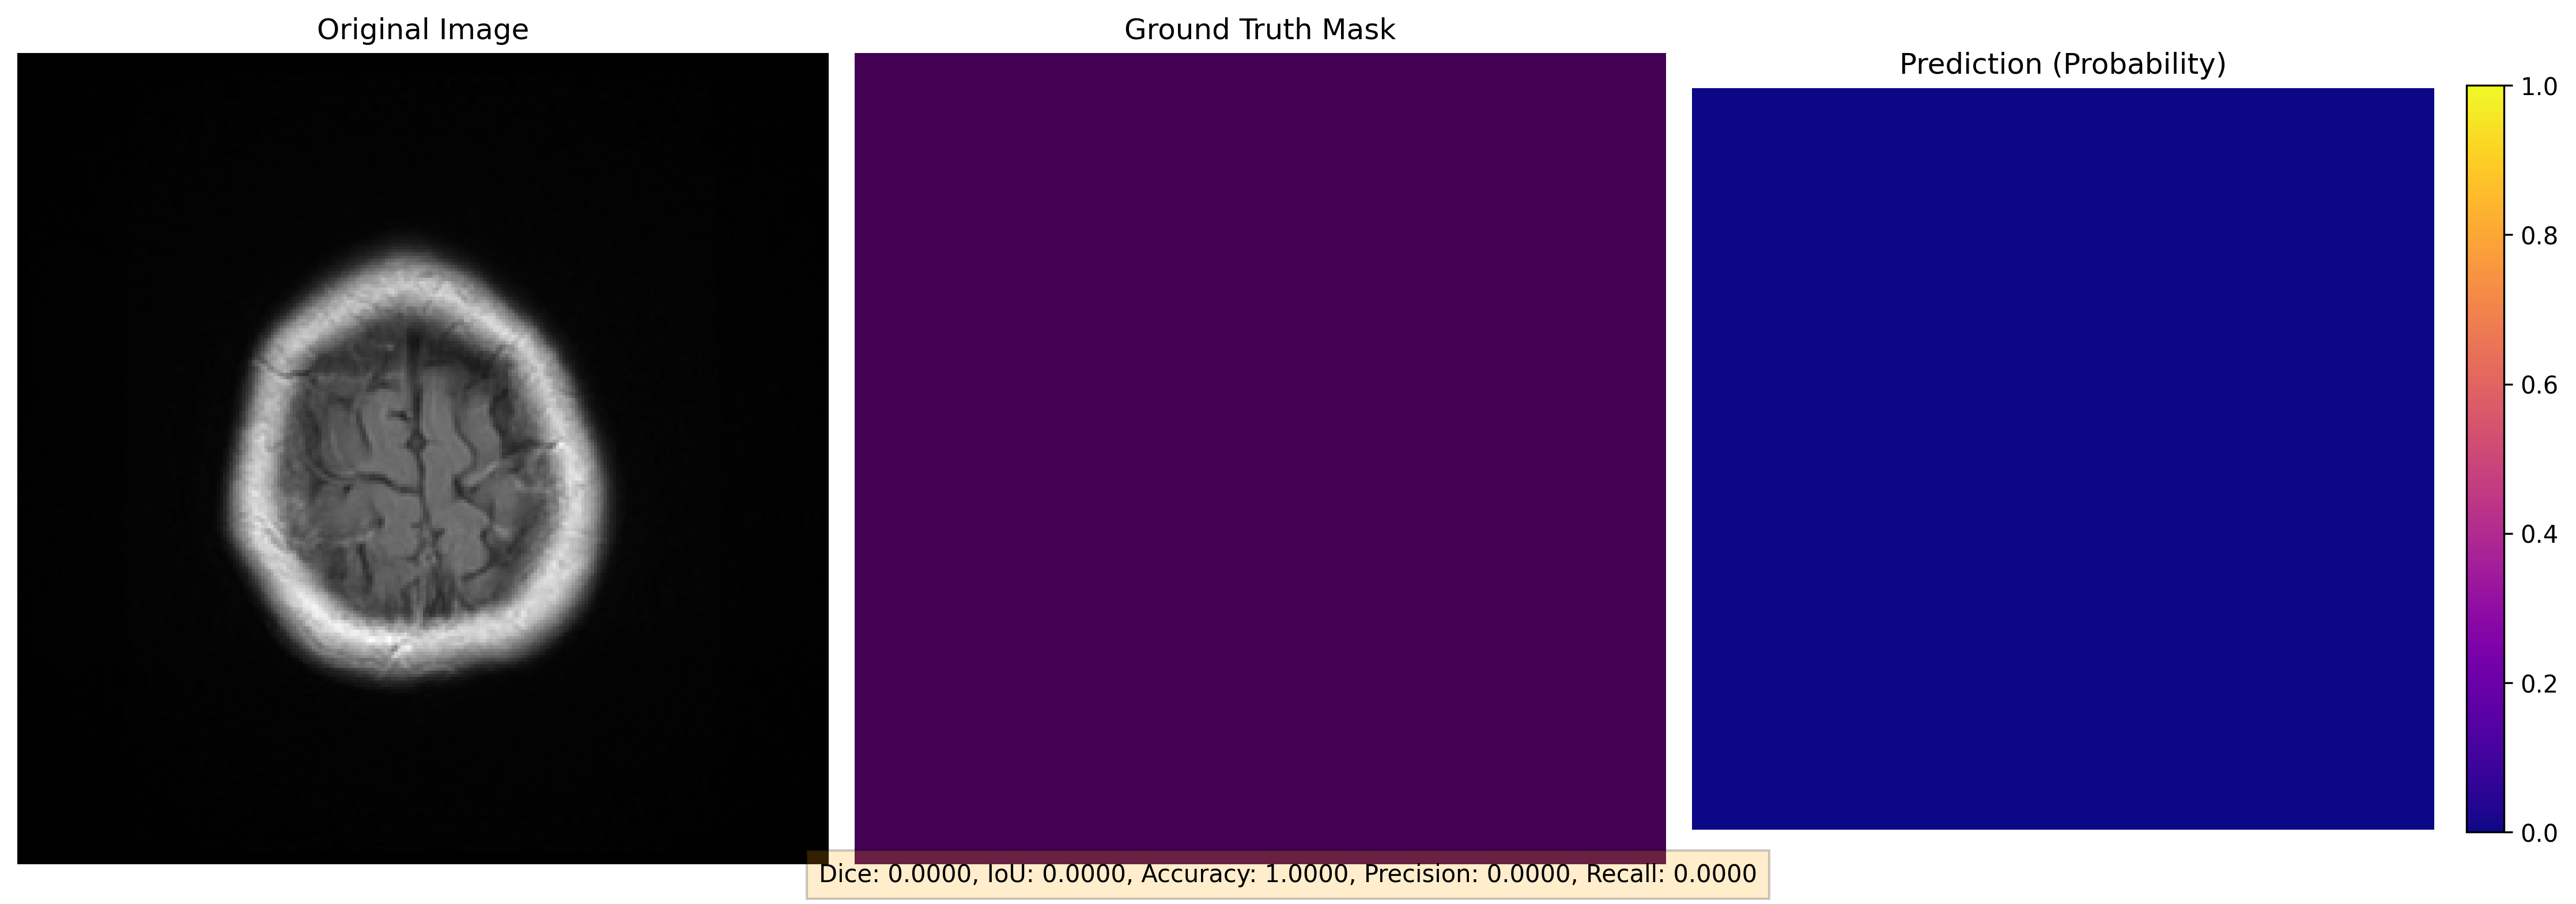 Original Image
Ground Truth Mask
Prediction (Probability)
1.0
0.8
0.6
0.4
0.2
0.0
Dice: 0.0000, IoU: 0.0000, Accuracy: 1.0000, Precision: 0.0000, Recall: 0.0000